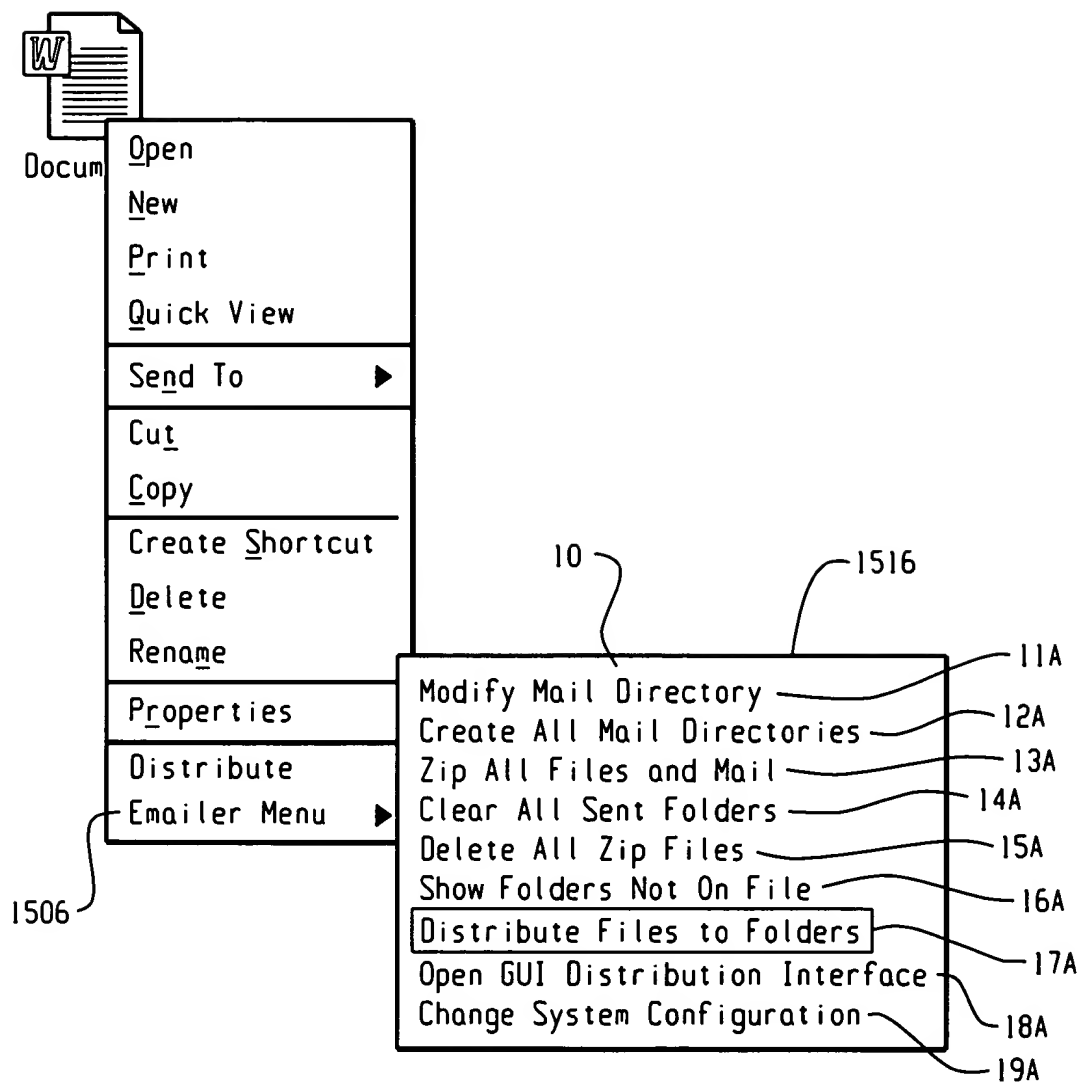 W
Docum
Open
New
Print
Quick View
Send To
Cut
Copy
Create Shortcut
Delete
Rename
Properties
Distribute
Emailer Menu
1506
10
1516
Modify Mail Directory 11A
Create All Mail Directories 12A
Zip All Files and Mail 13A
Clear All Sent Folders 14A
Delete All Zip Files 15A
Show Folders Not On File 16A
Distribute Files to Folders 17A
Open GUI Distribution Interface 18A
Change System Configuration 19A